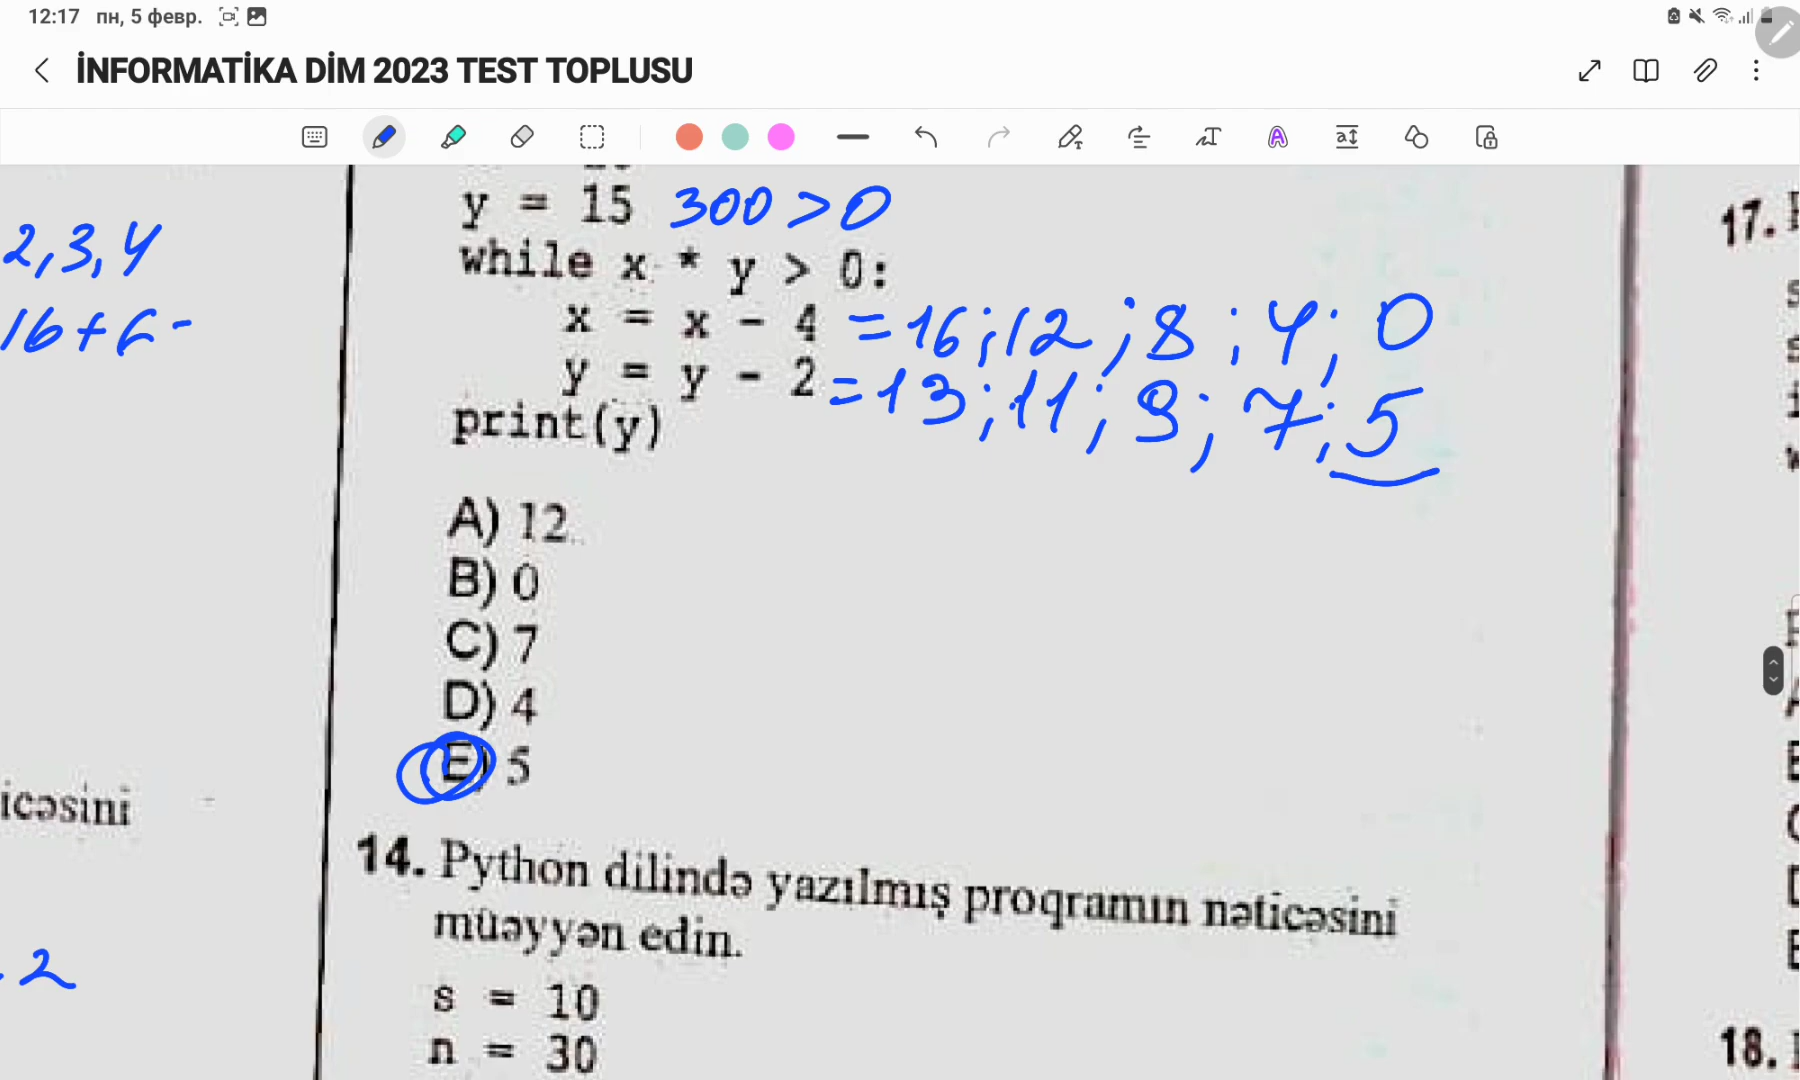 12:17 пн, 5 февр.
İNFORMATİKA DİM 2023 TEST TOPLUSU
2,3,4
16+6-
icəsini
2
y = 15 300>0
while x * y > 0:
x = x - 4 =16;12;8;4;0
y = y - 2 =13;11;9;7;5
print(y)
A) 12
B) 0
C) 7
D) 4
E) 5
14. Python dilində yazılmış proqramın nəticəsini
müəyyən edin.
s = 10
n = 30
17.
18.